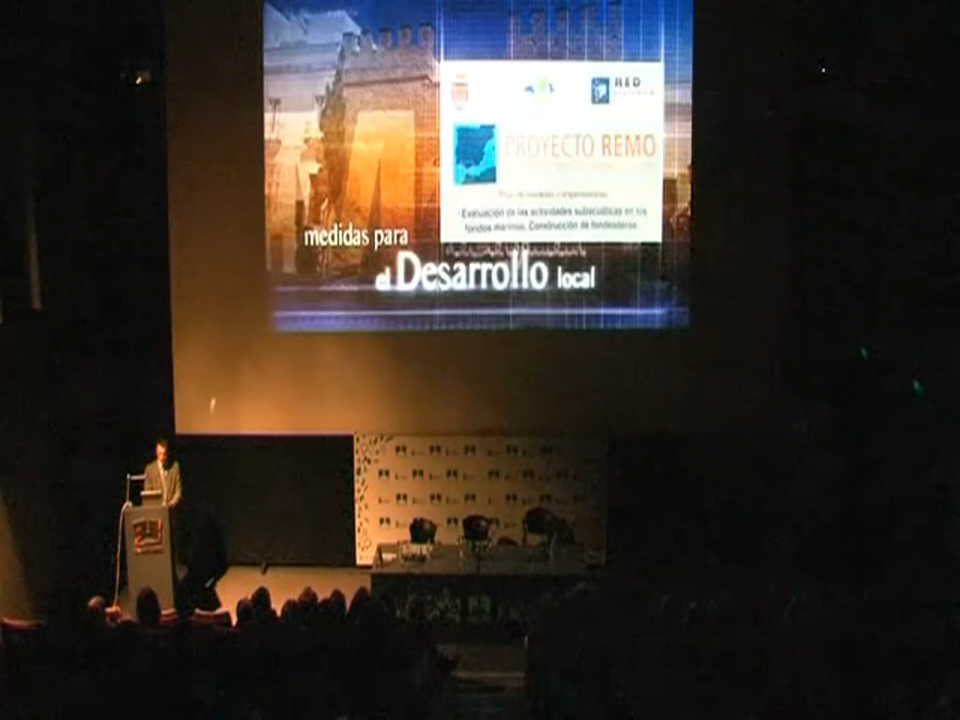 RED
PROYECTO REMO
Evaluación de las actividades subacuáticas en los
fondos marinos. Construcción de fondeaderos
medidas para
el Desarrollo local